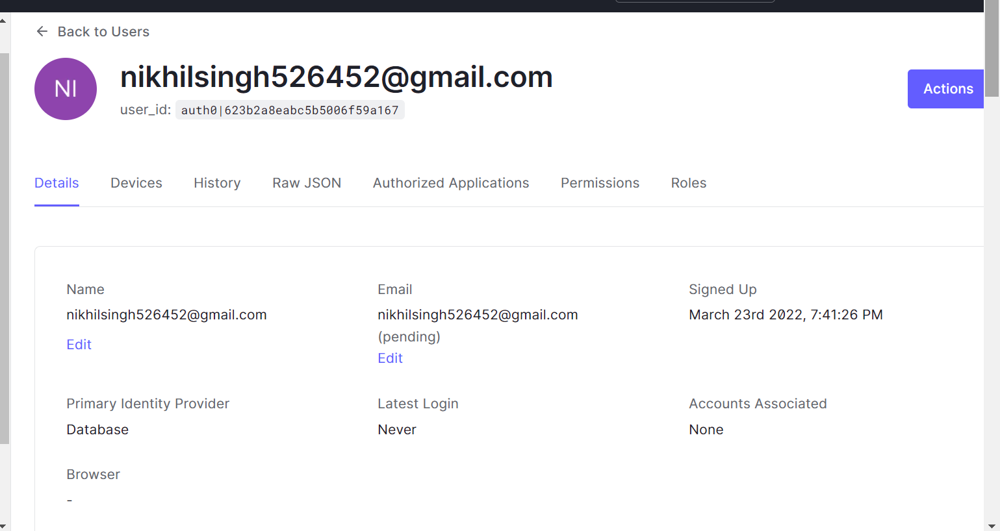 Back to Users
NI
nikhilsingh526452@gmail.com
user_id: auth0|623b2a8eabc5b5006f59a167
Actions
Details Devices History Raw JSON Authorized Applications Permissions Roles
Name
nikhilsingh526452@gmail.com
Edit
Email
nikhilsingh526452@gmail.com
(pending)
Edit
Signed Up
March 23rd 2022, 7:41:26 PM
Primary Identity Provider
Database
Latest Login
Never
Accounts Associated
None
Browser
-